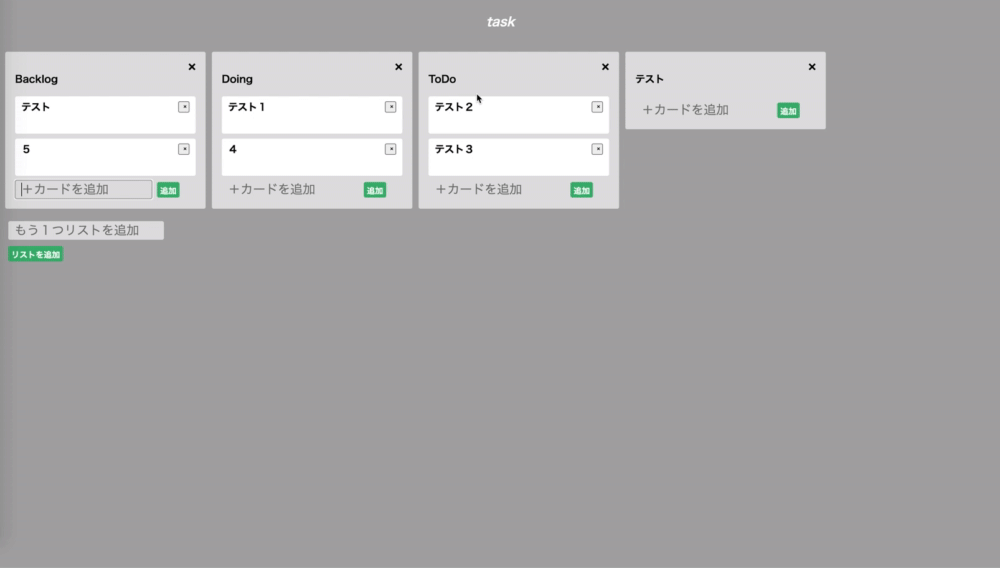 task
×
Backlog
テスト
5
＋カードを追加 追加
×
Doing
テスト１
４
＋カードを追加 追加
×
ToDo
テスト２
テスト３
＋カードを追加 追加
×
テスト
＋カードを追加 追加
もう１つリストを追加
リストを追加